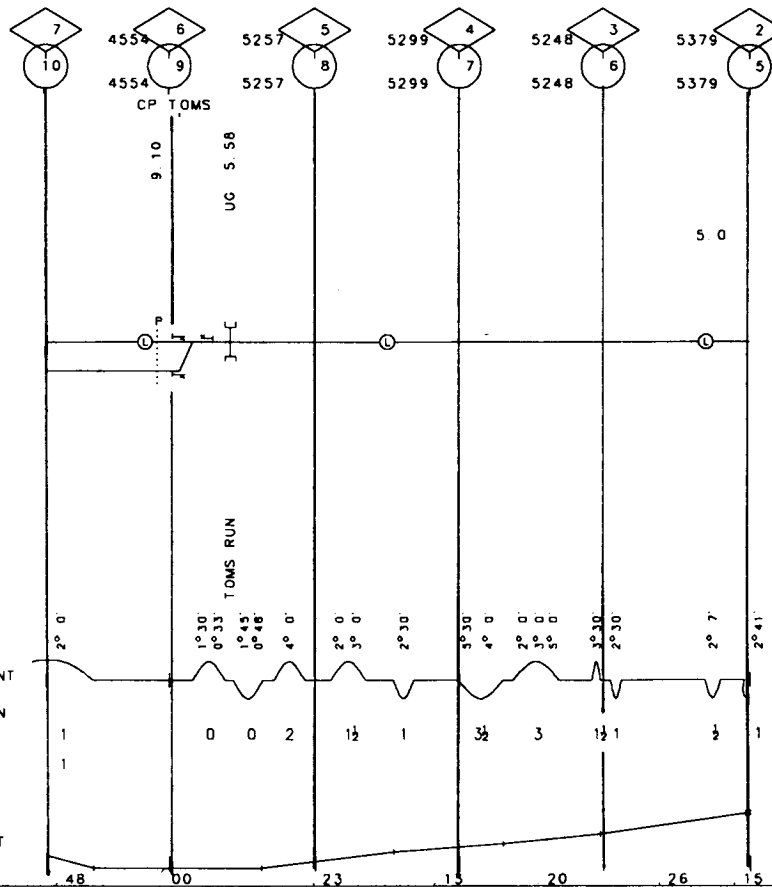 7 6 5 4 3 2
4554 5257 5299 5248 5379
10 9 8 7 6 5
4554 5257 5299 5248 5379
CP TOMS
9.10
UG 5.58
5.0
P
L L L
TOMS RUN
2° 0'
1° 30'
0° 33'
1° 45'
0° 48'
4° 0'
2° 0'
3° 0'
2° 30'
5° 30'
4° 0'
2° 0'
3° 0'
5° 0'
3° 30'
2° 30'
2° 7'
2° 41'
NT
N
1 0 0 2 1½ 1 3½ 3 1½ 1 ½ 1
1
T
.48 .00 .23 .13 .20 .26 .15